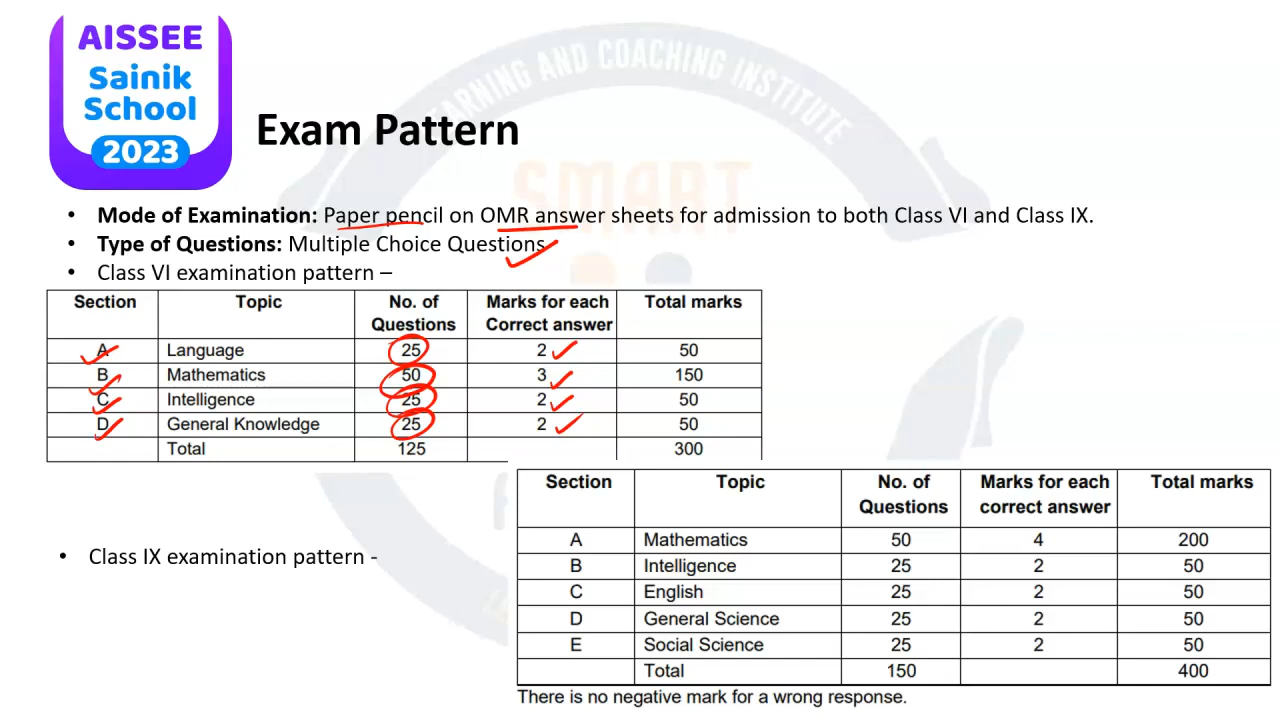 AISSEE
Sainik
School
2023
Exam Pattern
LEARNING AND COACHING INSTITUTE
SMART
• Mode of Examination: Paper pencil on OMR answer sheets for admission to both Class VI and Class IX.
• Type of Questions: Multiple Choice Questions
• Class VI examination pattern –
Section Topic No. of Questions Marks for each Correct answer Total marks
A Language 25 2 50
B Mathematics 50 3 150
C Intelligence 25 2 50
D General Knowledge 25 2 50
Total 125 300
• Class IX examination pattern -
Section Topic No. of Questions Marks for each correct answer Total marks
A Mathematics 50 4 200
B Intelligence 25 2 50
C English 25 2 50
D General Science 25 2 50
E Social Science 25 2 50
Total 150 400
There is no negative mark for a wrong response.